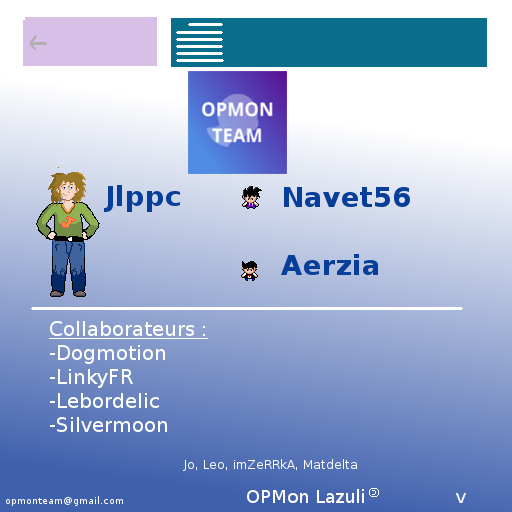 OPMON
TEAM
Jlppc
Navet56
Aerzia
Collaborateurs :
-Dogmotion
-LinkyFR
-Lebordelic
-Silvermoon
Jo, Leo, imZeRRkA, Matdelta
opmonteam@gmail.com
OPMon Lazuli
v